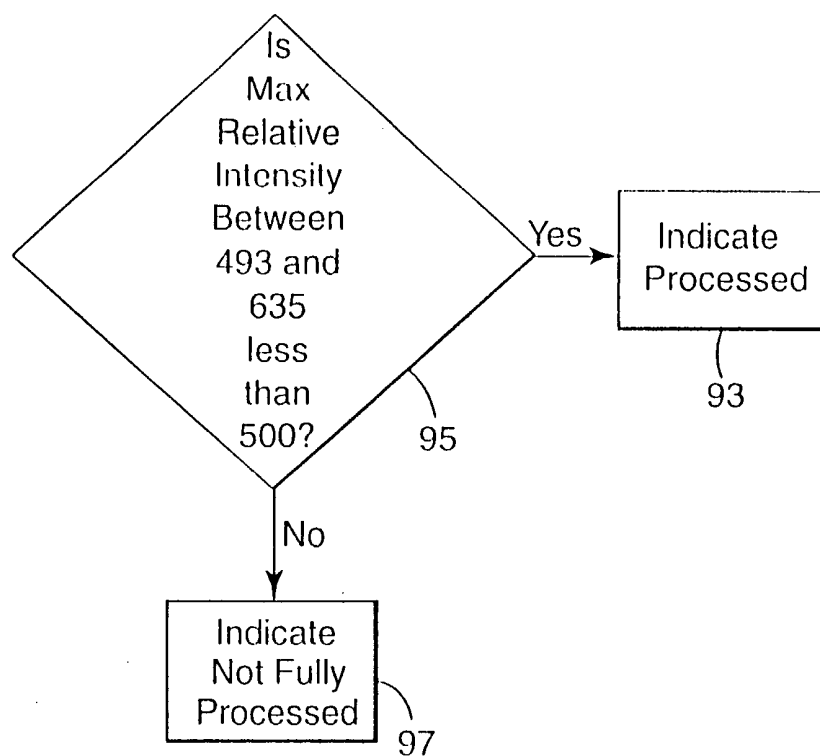 Is
Max
Relative
Intensity
Between
493 and
635
less
than
500?
Yes
Indicate
Processed
93
95
No
Indicate
Not Fully
Processed
97